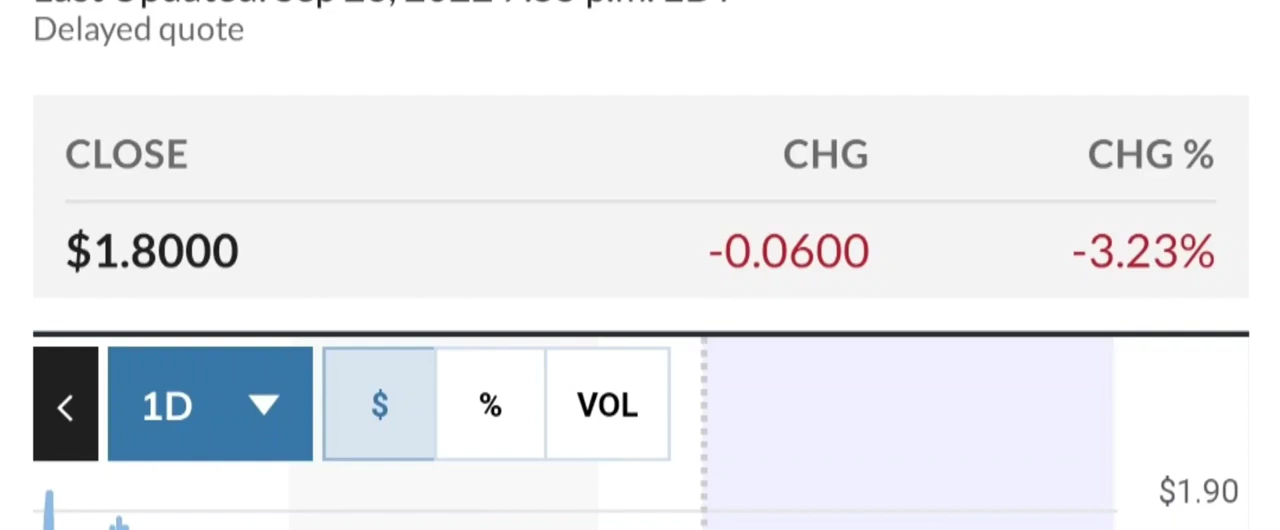 Delayed quote
CLOSE CHG CHG %
$1.8000 -0.0600 -3.23%
1D $ % VOL
$1.90